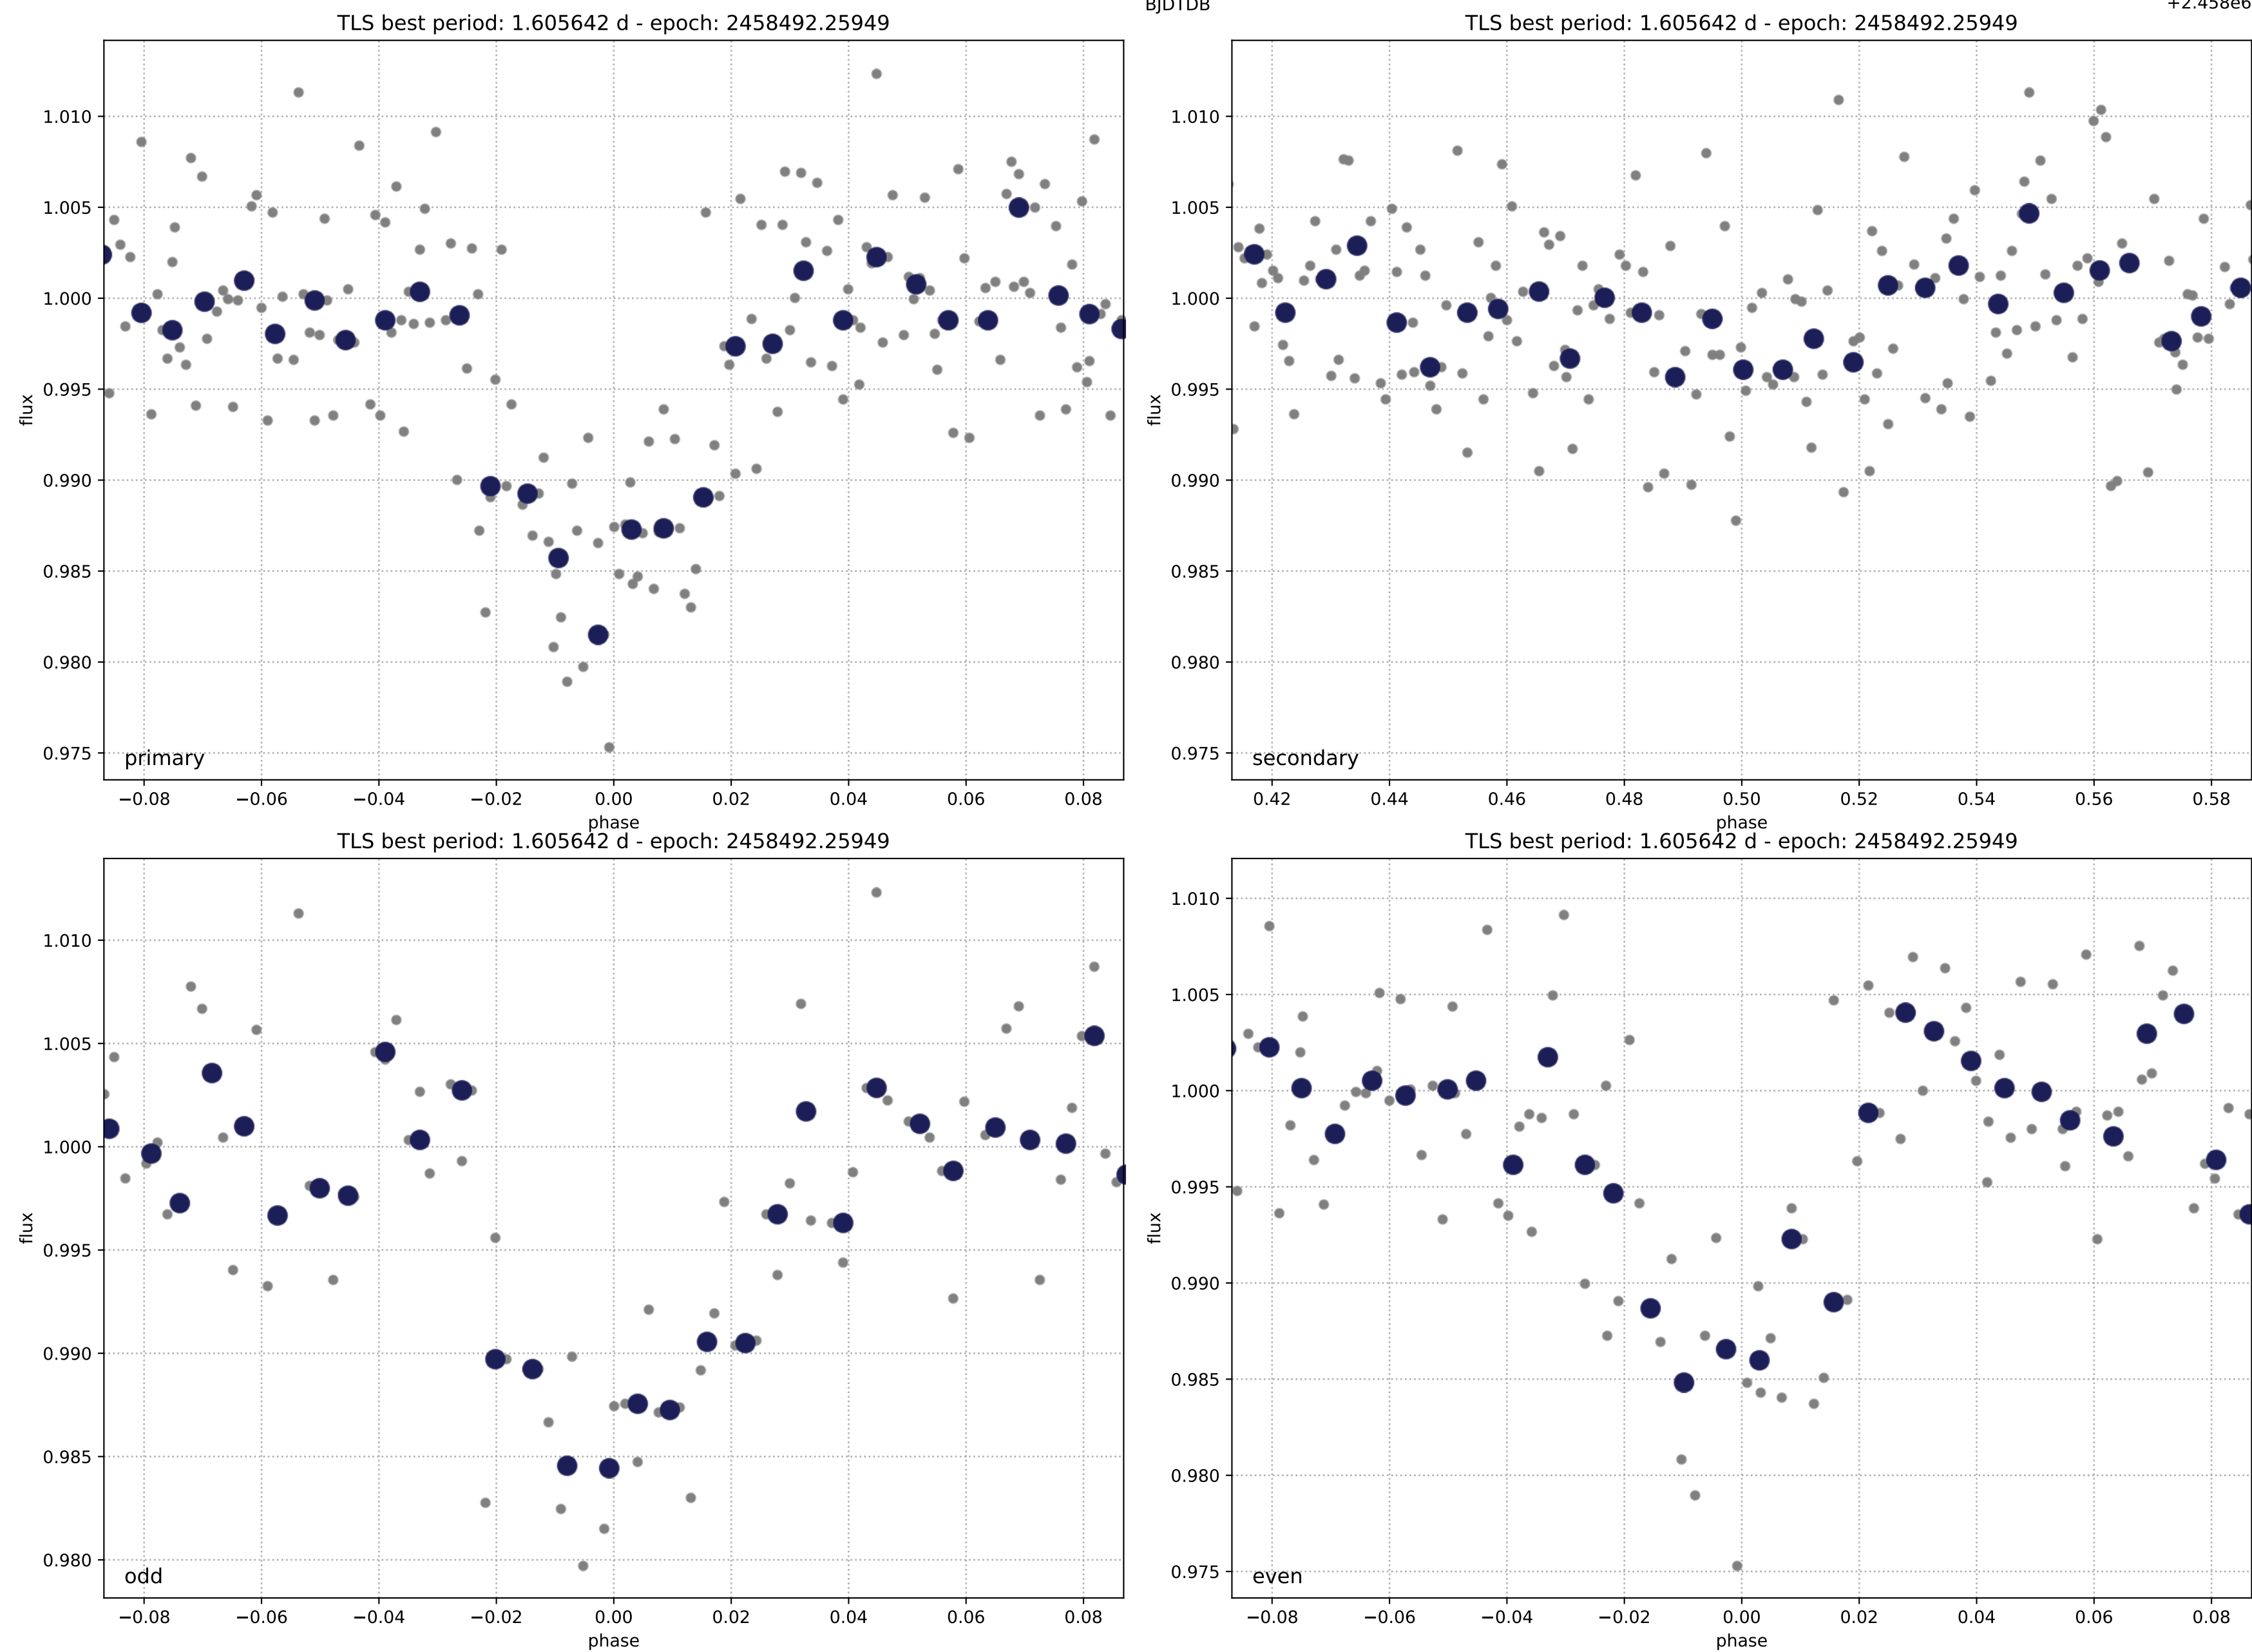 BJDTDB
+2.458e6
TLS best period: 1.605642 d - epoch: 2458492.25949
1.010
1.005
1.000
0.995
0.990
0.985
0.980
0.975
flux
primary
−0.08 −0.06 −0.04 −0.02 0.00 0.02 0.04 0.06 0.08
phase
TLS best period: 1.605642 d - epoch: 2458492.25949
1.010
1.005
1.000
0.995
0.990
0.985
0.980
0.975
flux
secondary
0.42 0.44 0.46 0.48 0.50 0.52 0.54 0.56 0.58
phase
TLS best period: 1.605642 d - epoch: 2458492.25949
1.010
1.005
1.000
0.995
0.990
0.985
0.980
flux
odd
−0.08 −0.06 −0.04 −0.02 0.00 0.02 0.04 0.06 0.08
phase
TLS best period: 1.605642 d - epoch: 2458492.25949
1.010
1.005
1.000
0.995
0.990
0.985
0.980
0.975
flux
even
−0.08 −0.06 −0.04 −0.02 0.00 0.02 0.04 0.06 0.08
phase